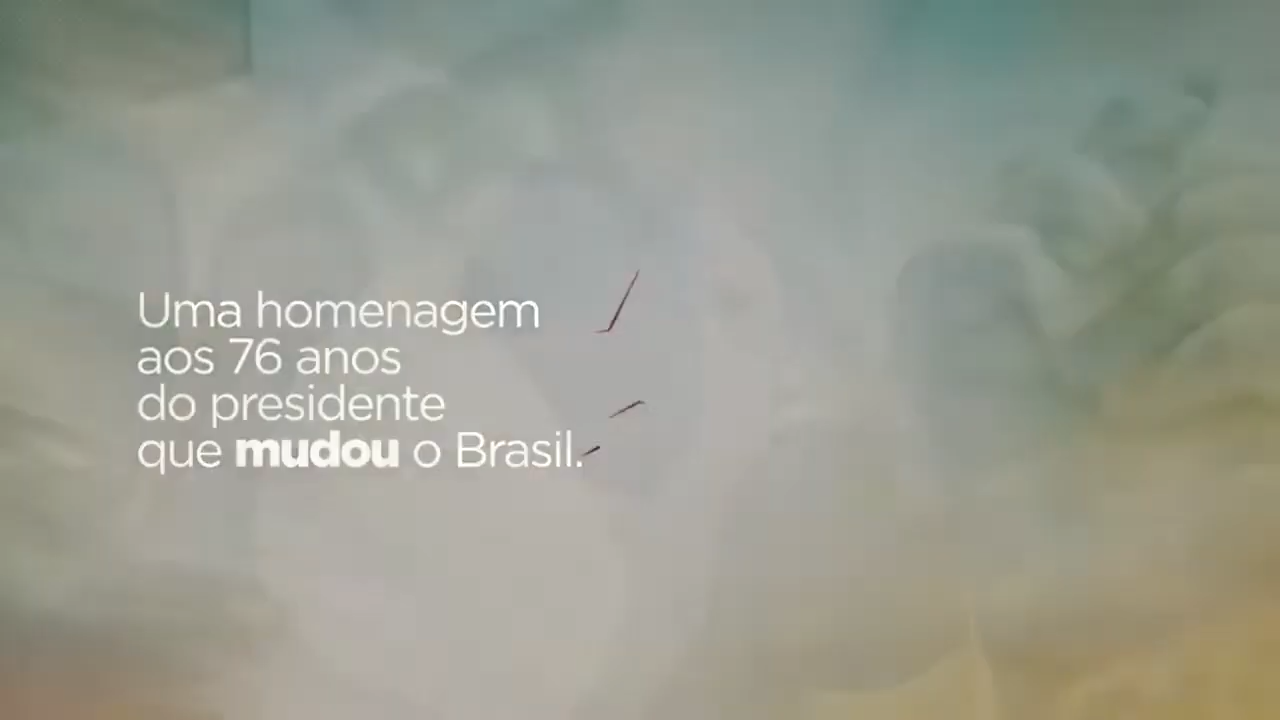 Uma homenagem
aos 76 anos
do presidente
que mudou o Brasil.